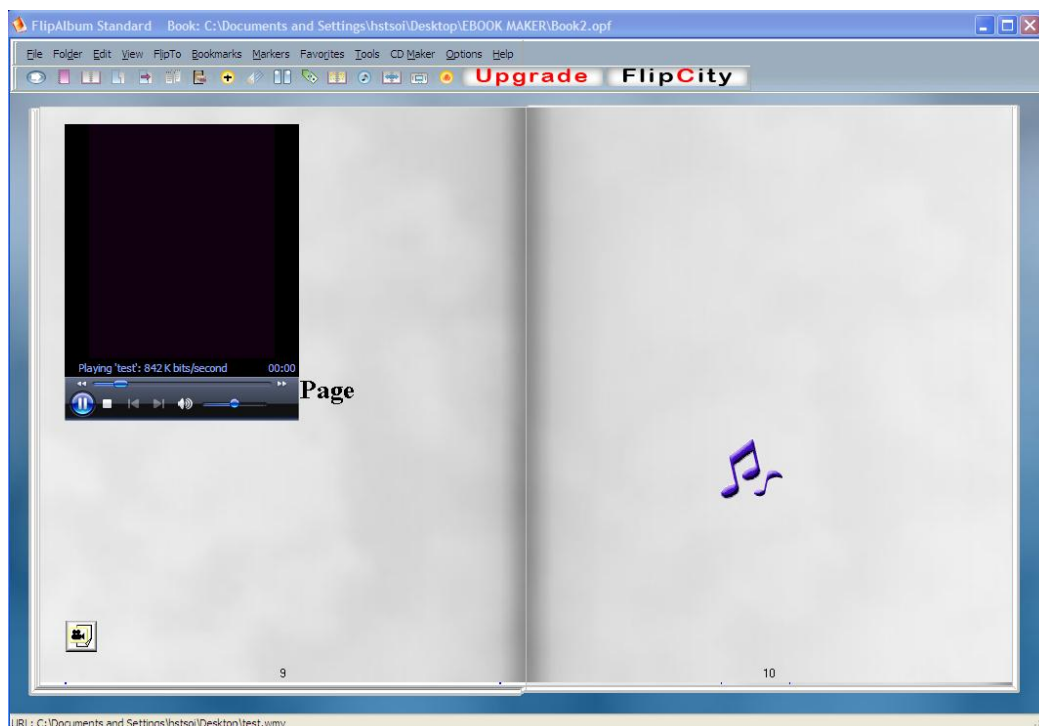 FlipAlbum Standard Book: C:\Documents and Settings\hstsoi\Desktop\EBOOK MAKER\Book2.opf
File Folder Edit View FlipTo Bookmarks Markers Favorites Tools CD Maker Options Help
Upgrade FlipCity
Playing 'test': 842 K bits/second 00:00
Page
9
10
URL: C:\Documents and Settings\hstsoi\Desktop\test.wmv